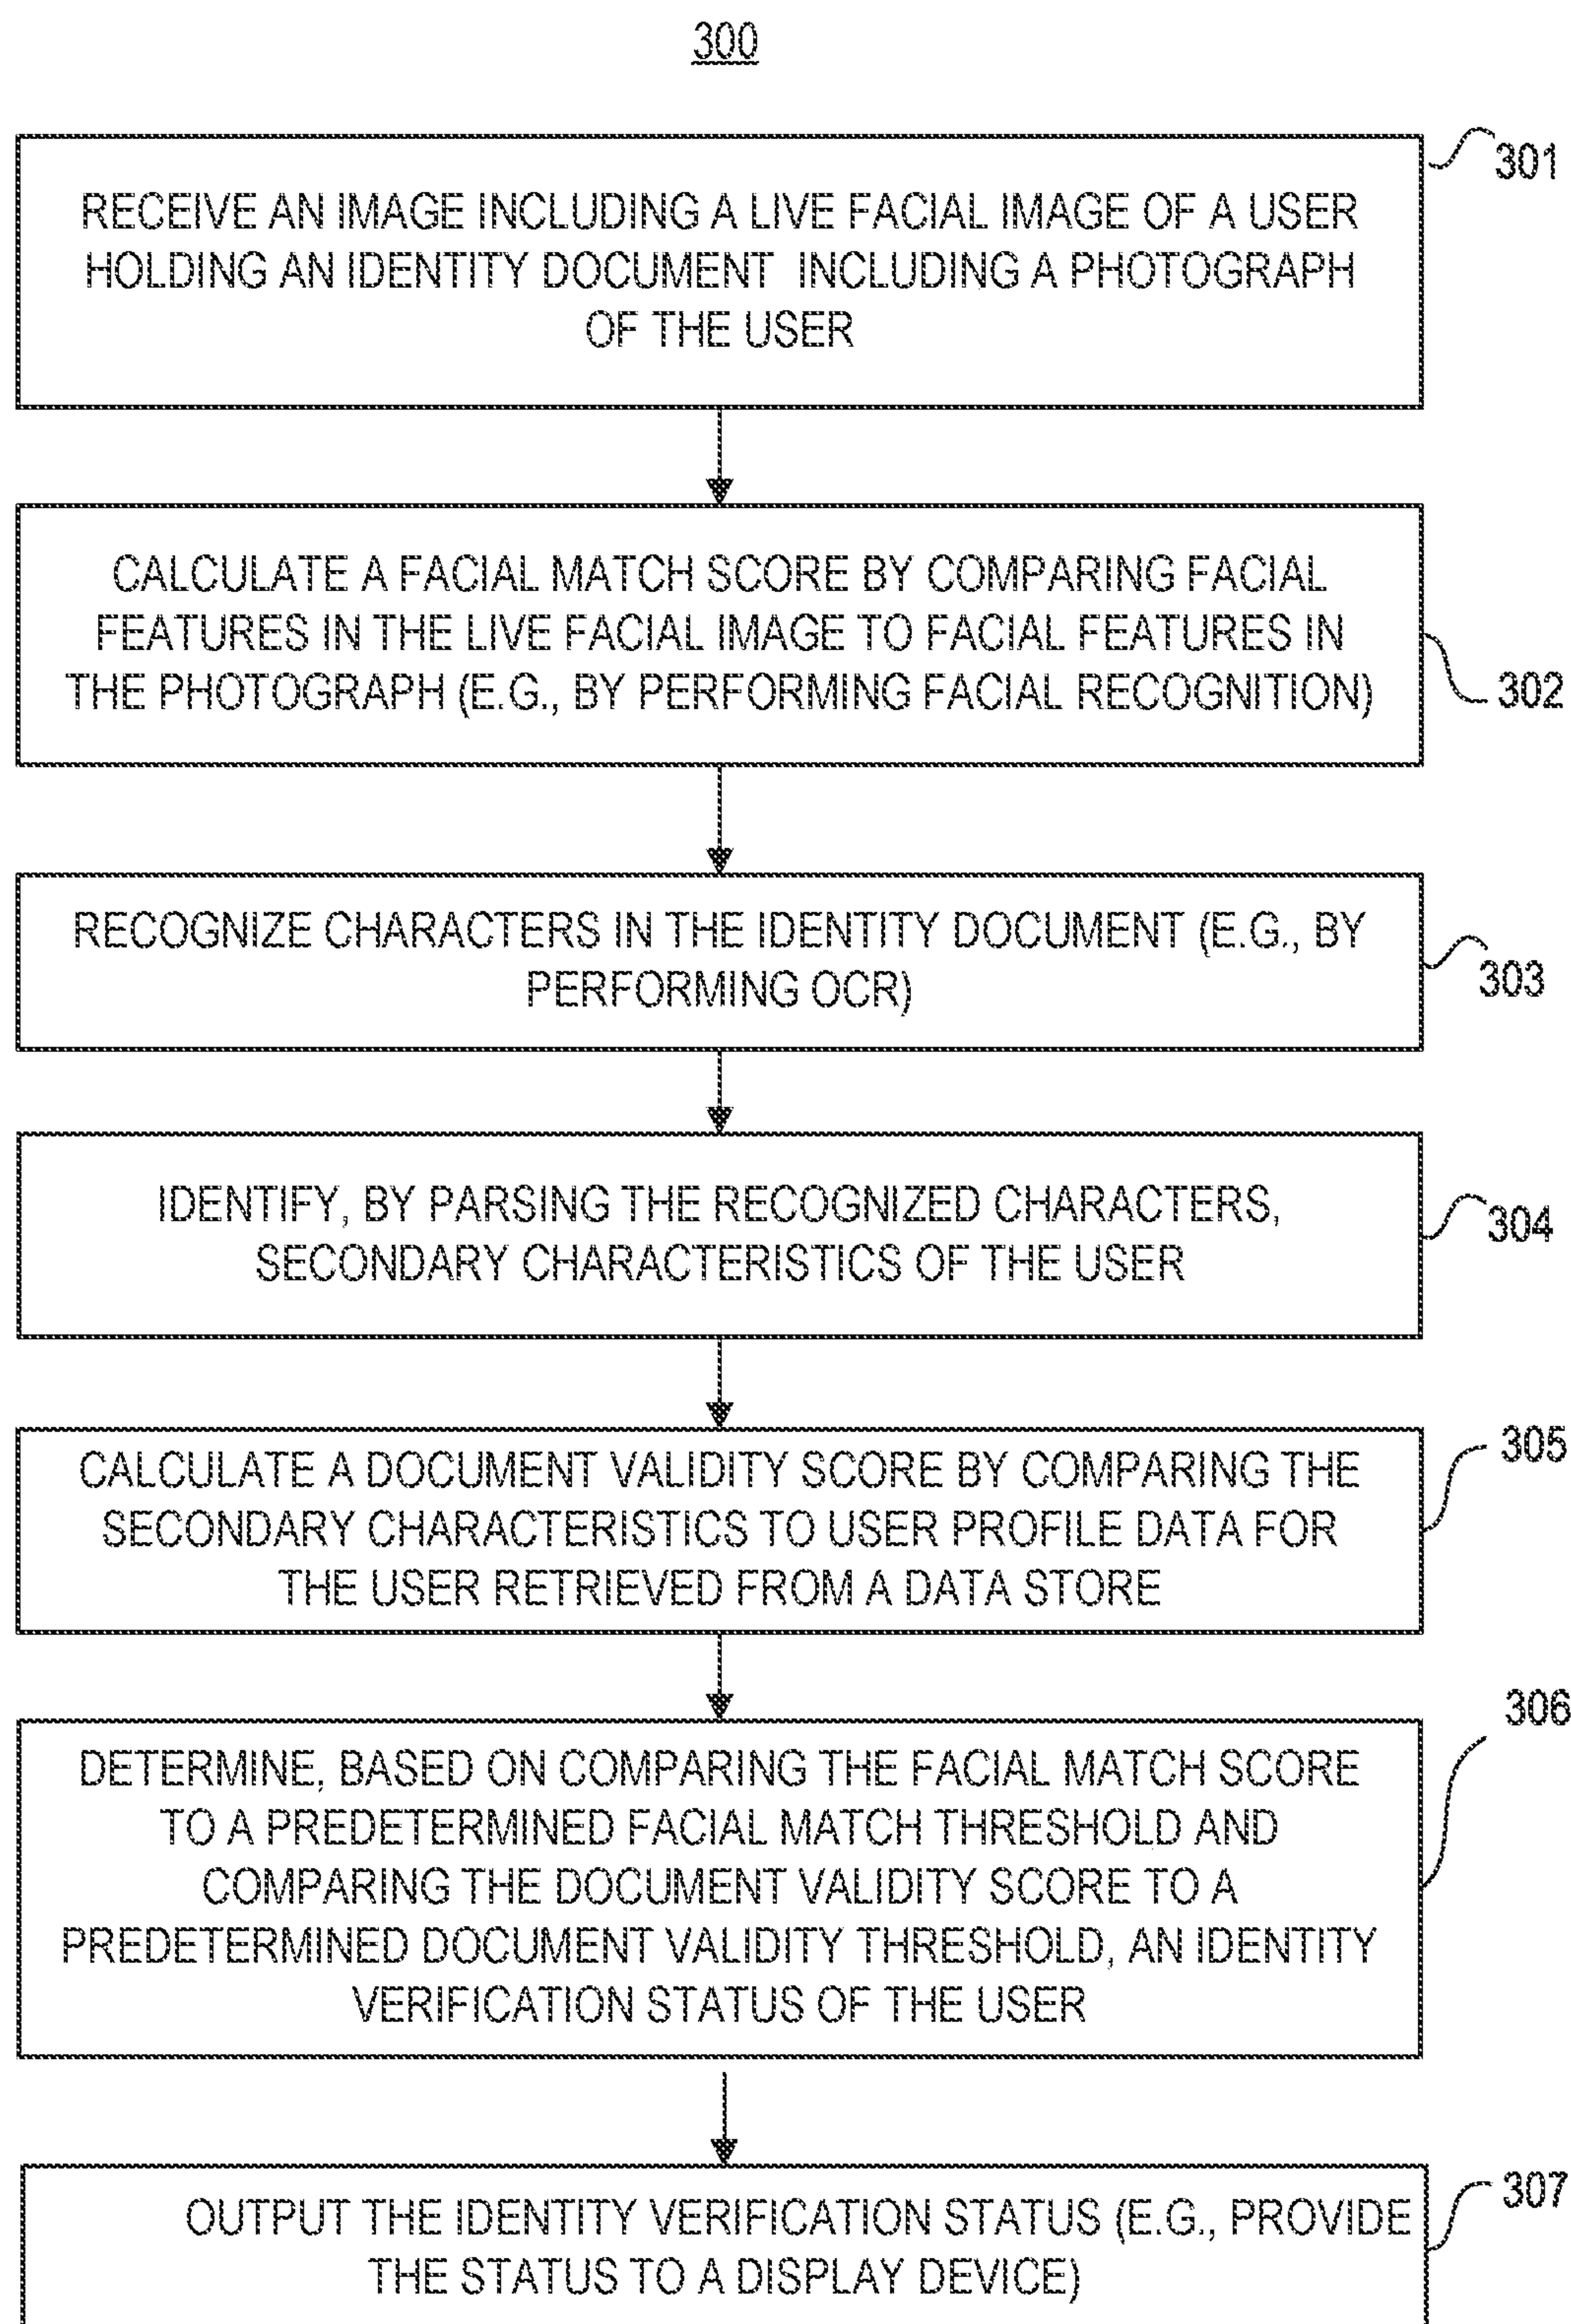 300
301
RECEIVE AN IMAGE INCLUDING A LIVE FACIAL IMAGE OF A USER
HOLDING AN IDENTITY DOCUMENT INCLUDING A PHOTOGRAPH
OF THE USER
CALCULATE A FACIAL MATCH SCORE BY COMPARING FACIAL
FEATURES IN THE LIVE FACIAL IMAGE TO FACIAL FEATURES IN
THE PHOTOGRAPH (E.G., BY PERFORMING FACIAL RECOGNITION)
302
RECOGNIZE CHARACTERS IN THE IDENTITY DOCUMENT (E.G., BY
PERFORMING OCR)
303
IDENTIFY, BY PARSING THE RECOGNIZED CHARACTERS,
SECONDARY CHARACTERISTICS OF THE USER
304
305
CALCULATE A DOCUMENT VALIDITY SCORE BY COMPARING THE
SECONDARY CHARACTERISTICS TO USER PROFILE DATA FOR
THE USER RETRIEVED FROM A DATA STORE
306
DETERMINE, BASED ON COMPARING THE FACIAL MATCH SCORE
TO A PREDETERMINED FACIAL MATCH THRESHOLD AND
COMPARING THE DOCUMENT VALIDITY SCORE TO A
PREDETERMINED DOCUMENT VALIDITY THRESHOLD, AN IDENTITY
VERIFICATION STATUS OF THE USER
307
OUTPUT THE IDENTITY VERIFICATION STATUS (E.G., PROVIDE
THE STATUS TO A DISPLAY DEVICE)